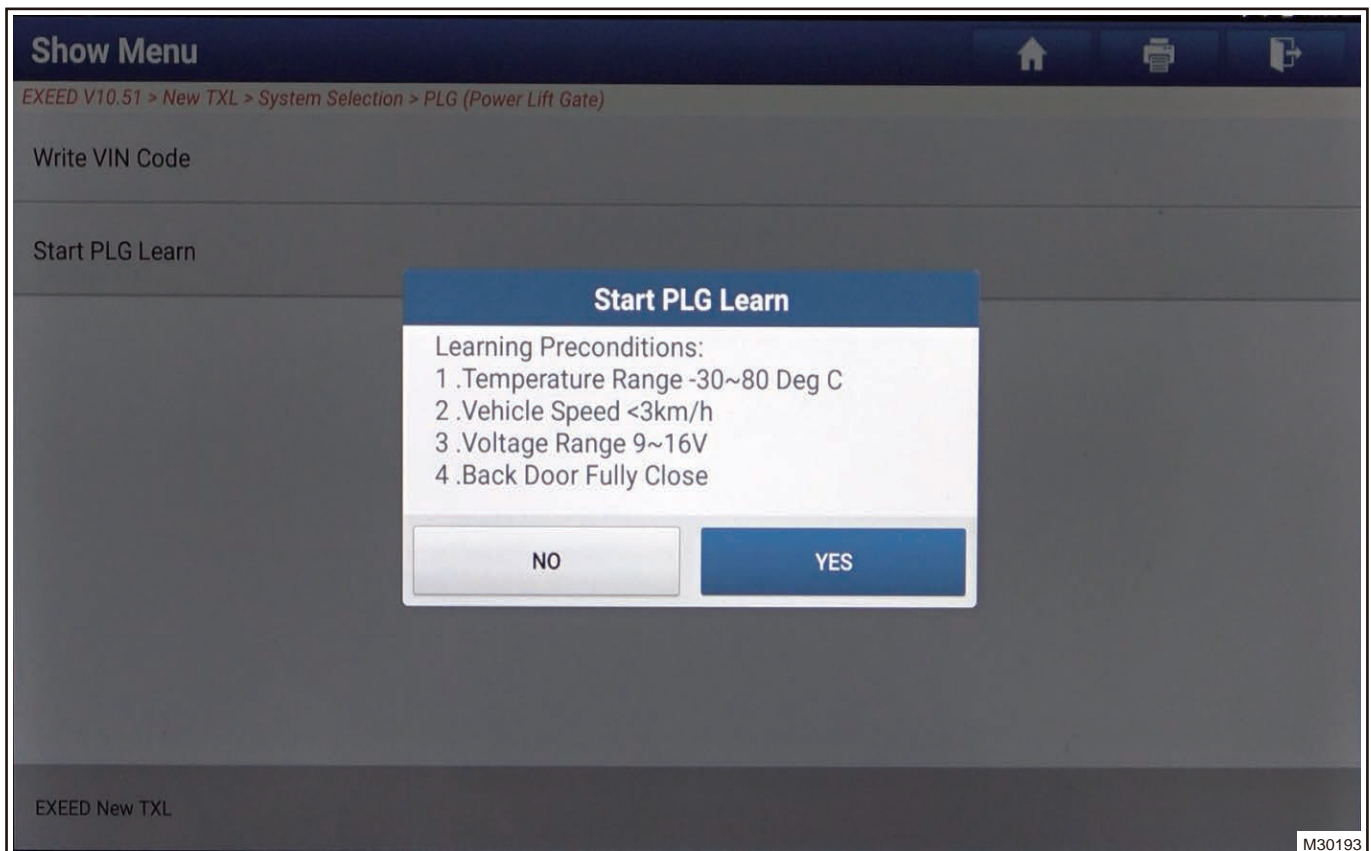 Show Menu
EXEED V10.51 > New TXL > System Selection > PLG (Power Lift Gate)
Write VIN Code
Start PLG Learn
Start PLG Learn
Learning Preconditions:
1 .Temperature Range -30~80 Deg C
2 .Vehicle Speed <3km/h
3 .Voltage Range 9~16V
4 .Back Door Fully Close
NO
YES
EXEED New TXL
M30193